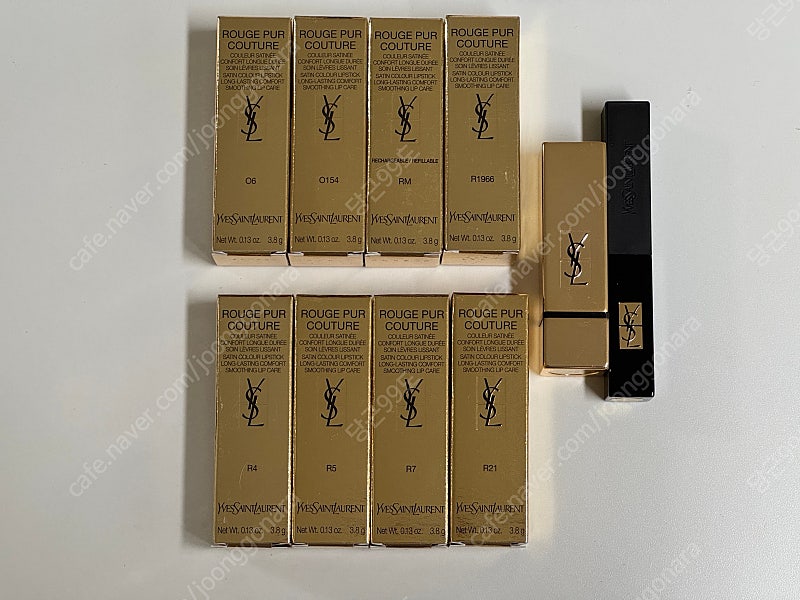 ROUGE PUR
COUTURE
COULEUR SATINÉE
CONFORT LONGUE DURÉE
SOIN LÈVRES LISSANT
SATIN COLOUR LIPSTICK
LONG-LASTING COMFORT
SMOOTHING LIP CARE
YSL
O6
YVESSAINTLAURENT
Net Wt. 0.13 oz. 3.8 g
ROUGE PUR
COUTURE
COULEUR SATINÉE
CONFORT LONGUE DURÉE
SOIN LÈVRES LISSANT
SATIN COLOUR LIPSTICK
LONG-LASTING COMFORT
SMOOTHING LIP CARE
YSL
O154
YVESSAINTLAURENT
Net Wt. 0.13 oz. 3.8 g
ROUGE PUR
COUTURE
COULEUR SATINÉE
CONFORT LONGUE DURÉE
SOIN LÈVRES LISSANT
SATIN COLOUR LIPSTICK
LONG-LASTING COMFORT
SMOOTHING LIP CARE
YSL
RECHARGEABLE / REFILLABLE
RM
YVESSAINTLAURENT
Net Wt. 0.13 oz. 3.8 g
ROUGE PUR
COUTURE
COULEUR SATINÉE
CONFORT LONGUE DURÉE
SOIN LÈVRES LISSANT
SATIN COLOUR LIPSTICK
LONG-LASTING COMFORT
SMOOTHING LIP CARE
YSL
R1966
YVESSAINTLAURENT
Net Wt. 0.13 oz. 3.8 g
YSL
YVESSAINTLAURENT
YSL
ROUGE PUR
COUTURE
COULEUR SATINÉE
CONFORT LONGUE DURÉE
SOIN LÈVRES LISSANT
SATIN COLOUR LIPSTICK
LONG-LASTING COMFORT
SMOOTHING LIP CARE
YSL
R4
YVESSAINTLAURENT
Net Wt. 0.13 oz. 3.8 g
ROUGE PUR
COUTURE
COULEUR SATINÉE
CONFORT LONGUE DURÉE
SOIN LÈVRES LISSANT
SATIN COLOUR LIPSTICK
LONG-LASTING COMFORT
SMOOTHING LIP CARE
YSL
R5
YVESSAINTLAURENT
Net Wt. 0.13 oz. 3.8 g
ROUGE PUR
COUTURE
COULEUR SATINÉE
CONFORT LONGUE DURÉE
SOIN LÈVRES LISSANT
SATIN COLOUR LIPSTICK
LONG-LASTING COMFORT
SMOOTHING LIP CARE
YSL
R7
YVESSAINTLAURENT
Net Wt. 0.13 oz. 3.8 g
ROUGE PUR
COUTURE
COULEUR SATINÉE
CONFORT LONGUE DURÉE
SOIN LÈVRES LISSANT
SATIN COLOUR LIPSTICK
LONG-LASTING COMFORT
SMOOTHING LIP CARE
YSL
R21
YVESSAINTLAURENT
Net Wt. 0.13 oz. 3.8 g
cafe.naver.com/joonggonara
cafe.naver.com/joonggonara
cafe.naver.com/joonggonara